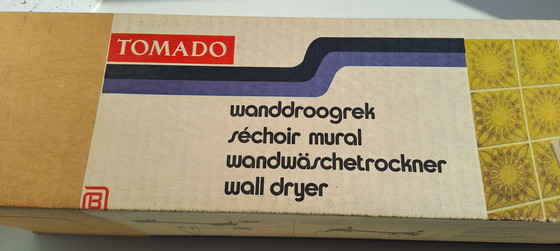 TOMADO
wanddroogrek
séchoir mural
wandwäschetrockner
wall dryer